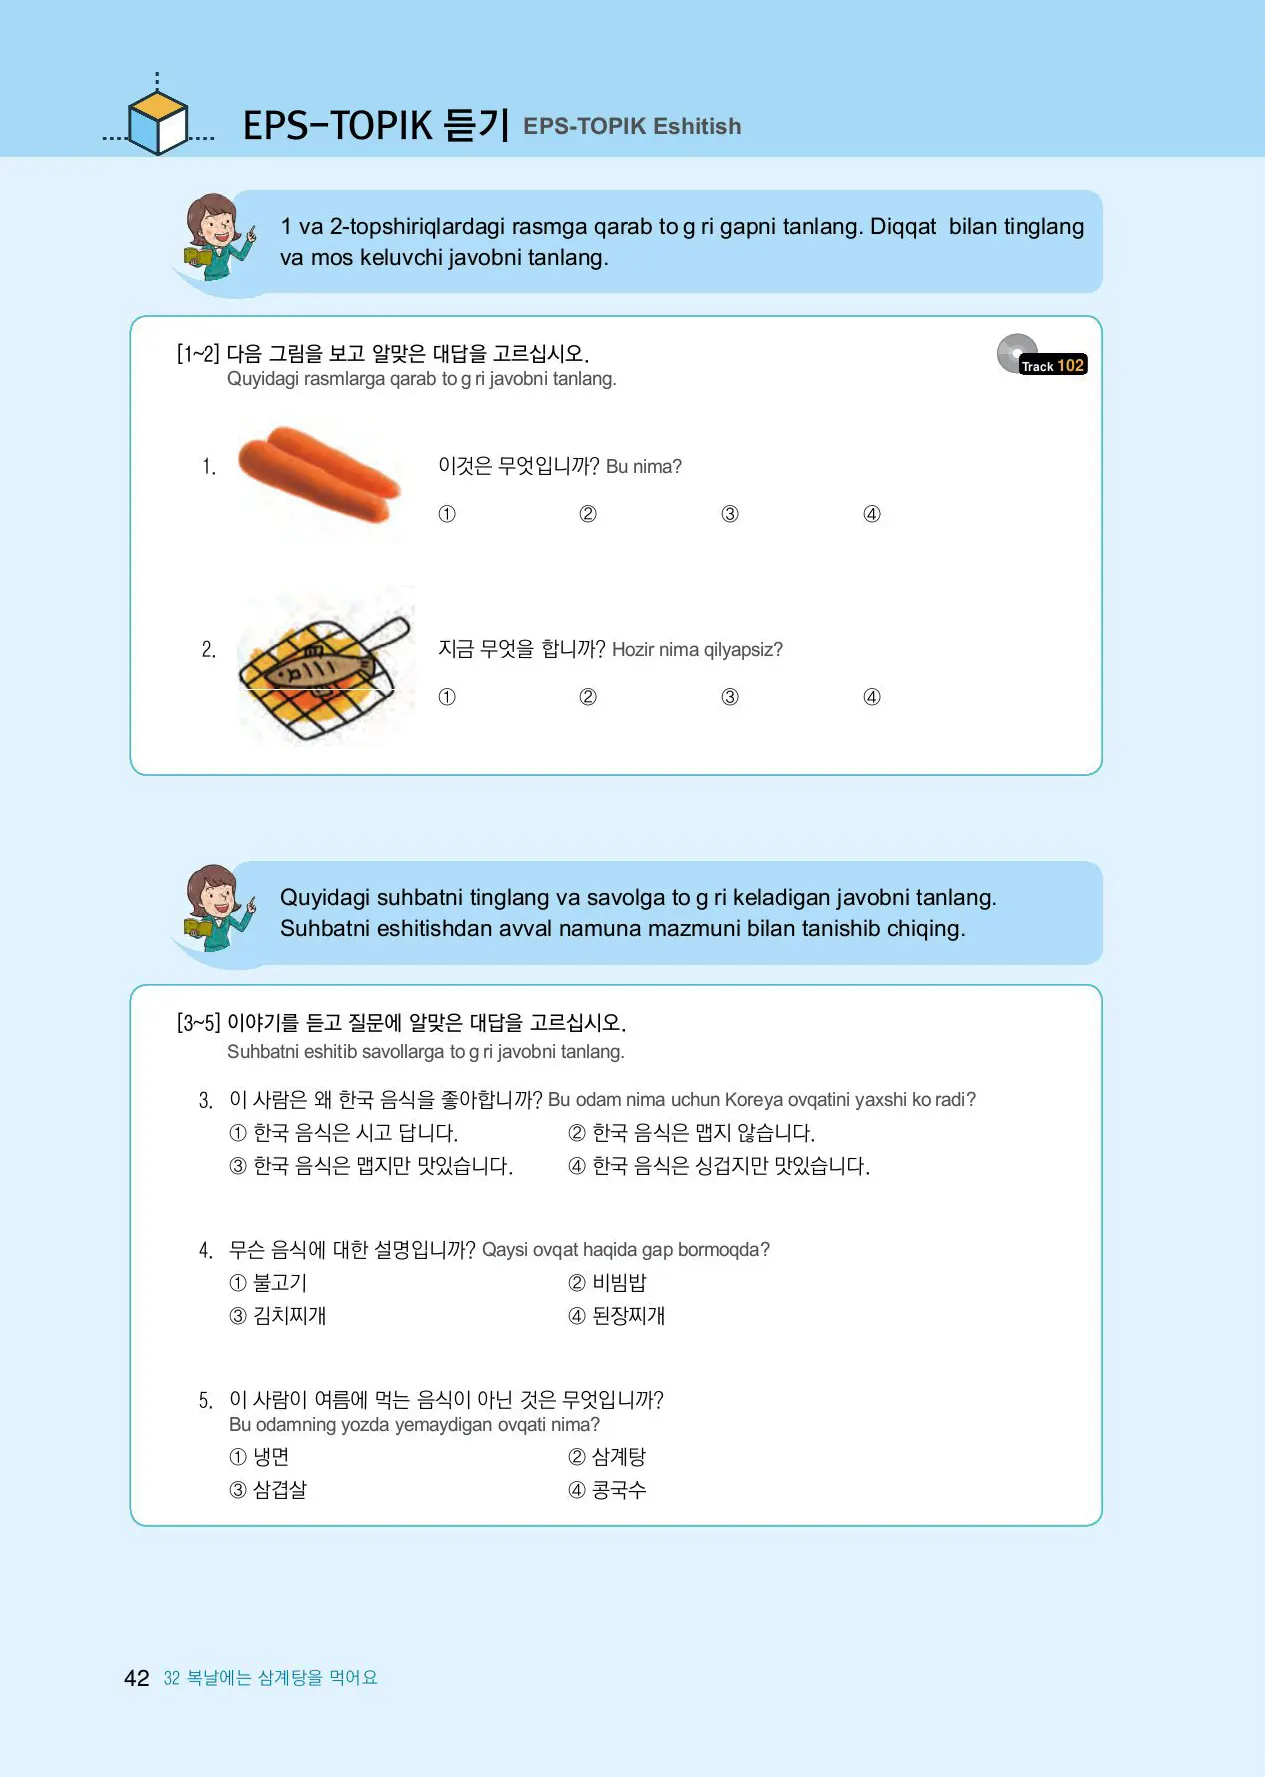 EPS-TOPIK 듣기 EPS-TOPIK Eshitish
1 va 2-topshiriqlardagi rasmga qarab to g ri gapni tanlang. Diqqat bilan tinglang
va mos keluvchi javobni tanlang.
[1~2] 다음 그림을 보고 알맞은 대답을 고르십시오.
Track 102
Quyidagi rasmlarga qarab to g ri javobni tanlang.
1. 이것은 무엇입니까? Bu nima?
① ② ③ ④
2. 지금 무엇을 합니까? Hozir nima qilyapsiz?
① ② ③ ④
Quyidagi suhbatni tinglang va savolga to g ri keladigan javobni tanlang.
Suhbatni eshitishdan avval namuna mazmuni bilan tanishib chiqing.
[3~5] 이야기를 듣고 질문에 알맞은 대답을 고르십시오.
Suhbatni eshitib savollarga to g ri javobni tanlang.
3. 이 사람은 왜 한국 음식을 좋아합니까? Bu odam nima uchun Koreya ovqatini yaxshi ko radi?
① 한국 음식은 시고 답니다. ② 한국 음식은 맵지 않습니다.
③ 한국 음식은 맵지만 맛있습니다. ④ 한국 음식은 싱겁지만 맛있습니다.
4. 무슨 음식에 대한 설명입니까? Qaysi ovqat haqida gap bormoqda?
① 불고기 ② 비빔밥
③ 김치찌개 ④ 된장찌개
5. 이 사람이 여름에 먹는 음식이 아닌 것은 무엇입니까?
Bu odamning yozda yemaydigan ovqati nima?
① 냉면 ② 삼계탕
③ 삼겹살 ④ 콩국수
42 32 복날에는 삼계탕을 먹어요